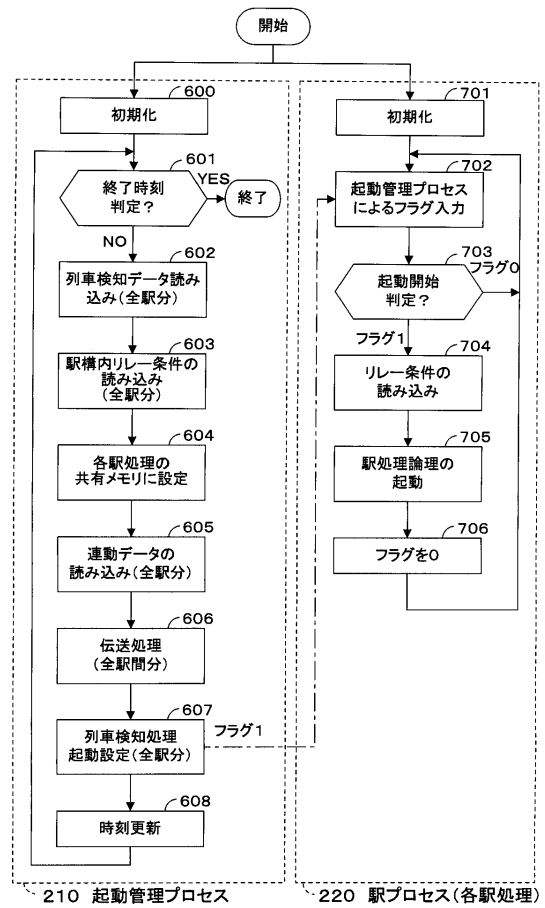 開始
600
初期化
601
終了時刻
判定?
YES
終了
NO
602
列車検知データ読み
込み(全駅分)
603
駅構内リレー条件の
読み込み
(全駅分)
604
各駅処理の
共有メモリに設定
605
連動データの
読み込み(全駅分)
606
伝送処理
(全駅間分)
607
列車検知処理
起動設定(全駅分)
フラグ1
608
時刻更新
210 起動管理プロセス
701
初期化
702
起動管理プロセス
によるフラグ入力
703
起動開始
判定?
フラグ0
フラグ1
704
リレー条件の
読み込み
705
駅処理論理の
起動
706
フラグを0
220 駅プロセス(各駅処理)